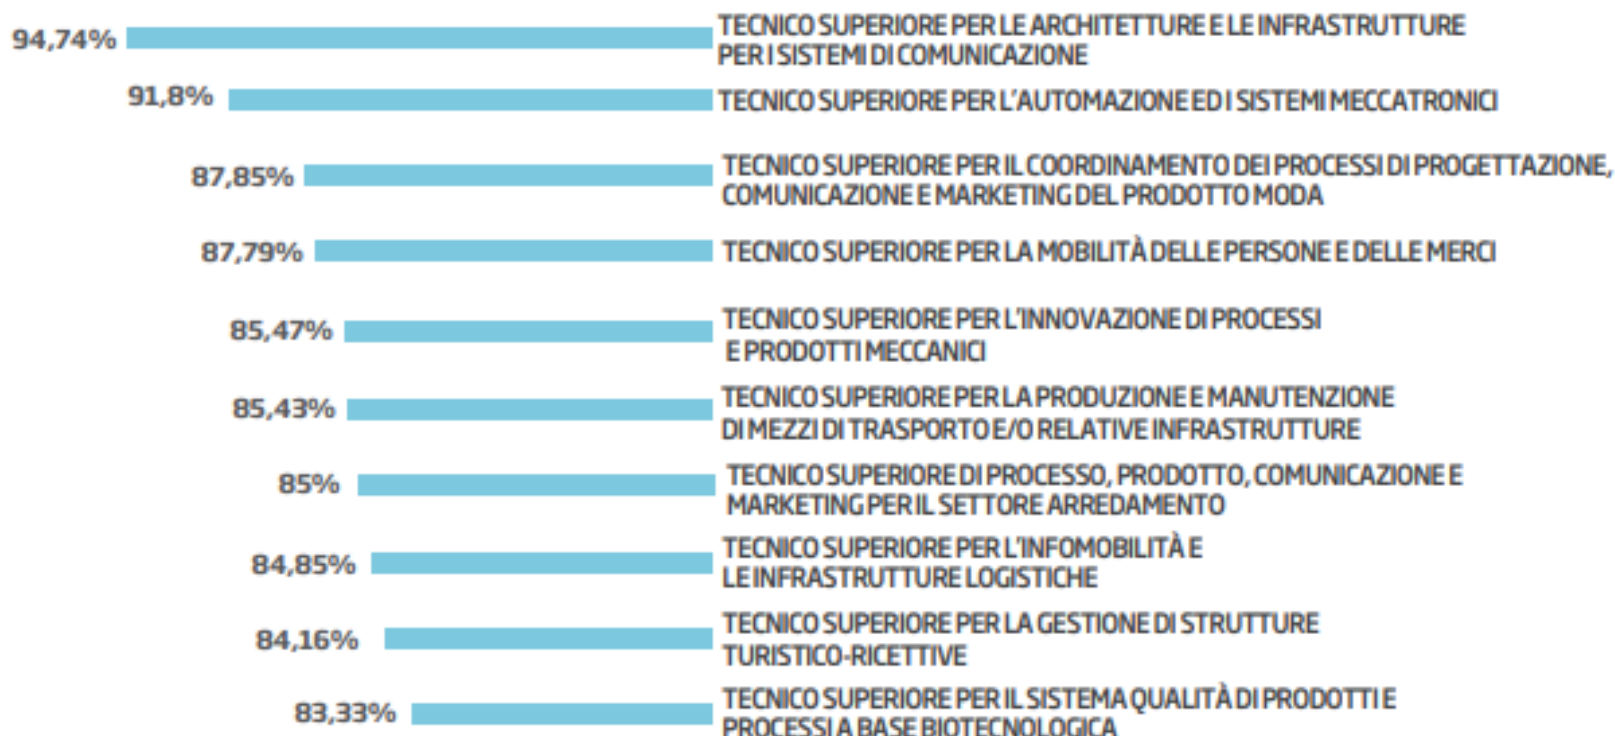 94,74% TECNICO SUPERIORE PER LE ARCHITETTURE E LE INFRASTRUTTURE
PER I SISTEMI DI COMUNICAZIONE
91,8% TECNICO SUPERIORE PER L'AUTOMAZIONE ED I SISTEMI MECCATRONICI
87,85% TECNICO SUPERIORE PER IL COORDINAMENTO DEI PROCESSI DI PROGETTAZIONE,
COMUNICAZIONE E MARKETING DEL PRODOTTO MODA
87,79% TECNICO SUPERIORE PER LA MOBILITÀ DELLE PERSONE E DELLE MERCI
85,47% TECNICO SUPERIORE PER L'INNOVAZIONE DI PROCESSI
E PRODOTTI MECCANICI
85,43% TECNICO SUPERIORE PER LA PRODUZIONE E MANUTENZIONE
DI MEZZI DI TRASPORTO E/O RELATIVE INFRASTRUTTURE
85% TECNICO SUPERIORE DI PROCESSO, PRODOTTO, COMUNICAZIONE E
MARKETING PER IL SETTORE ARREDAMENTO
84,85% TECNICO SUPERIORE PER L'INFOMOBILITÀ E
LE INFRASTRUTTURE LOGISTICHE
84,16% TECNICO SUPERIORE PER LA GESTIONE DI STRUTTURE
TURISTICO-RICETTIVE
83,33% TECNICO SUPERIORE PER IL SISTEMA QUALITÀ DI PRODOTTI E
PROCESSI A BASE BIOTECNOLOGICA